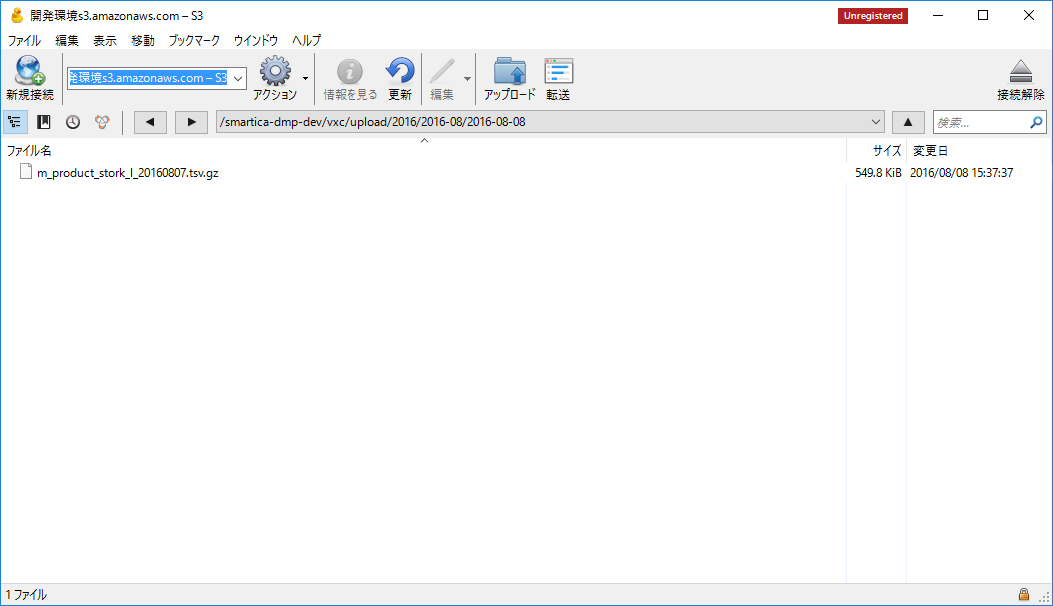 開発環境s3.amazonaws.com – S3
Unregistered
ファイル 編集 表示 移動 ブックマーク ウインドウ ヘルプ
発環境s3.amazonaws.com – S3
新規接続 アクション 情報を見る 更新 編集 アップロード 転送 接続解除
/smartica-dmp-dev/vxc/upload/2016/2016-08/2016-08-08
検索...
ファイル名 サイズ 変更日
m_product_stork_l_20160807.tsv.gz 549.8 KiB 2016/08/08 15:37:37
1 ファイル